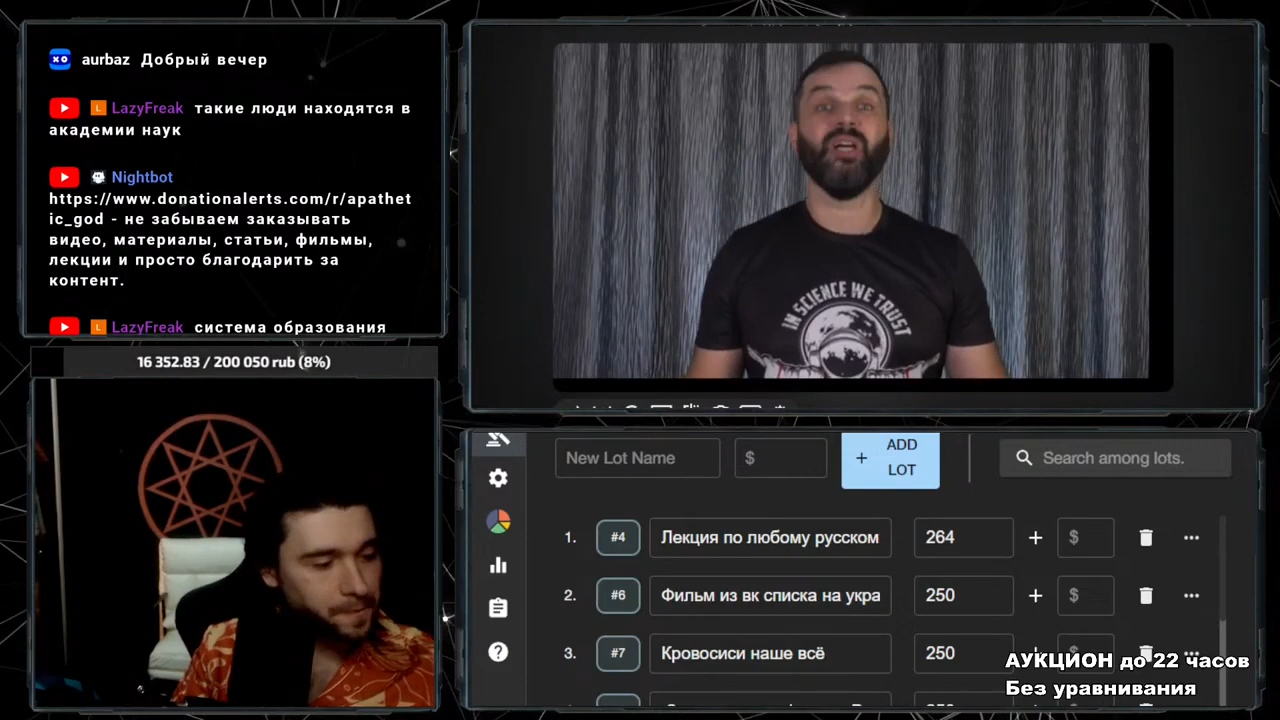 aurbaz Добрый вечер
LazyFreak такие люди находятся в
академии наук
Nightbot
https://www.donationalerts.com/r/apathet
ic_god - не забываем заказывать
видео, материалы, статьи, фильмы,
лекции и просто благодарить за
контент.
LazyFreak система образования
16 352.83 / 200 050 rub (8%)
IN SCIENCE WE TRUST
New Lot Name
$
+ ADD
LOT
Search among lots.
1. #4 Лекция по любому русском 264 + $
2. #6 Фильм из вк списка на укра 250 + $
3. #7 Кровосиси наше всё 250 + $
АУКЦИОН до 22 часов
Без уравнивания